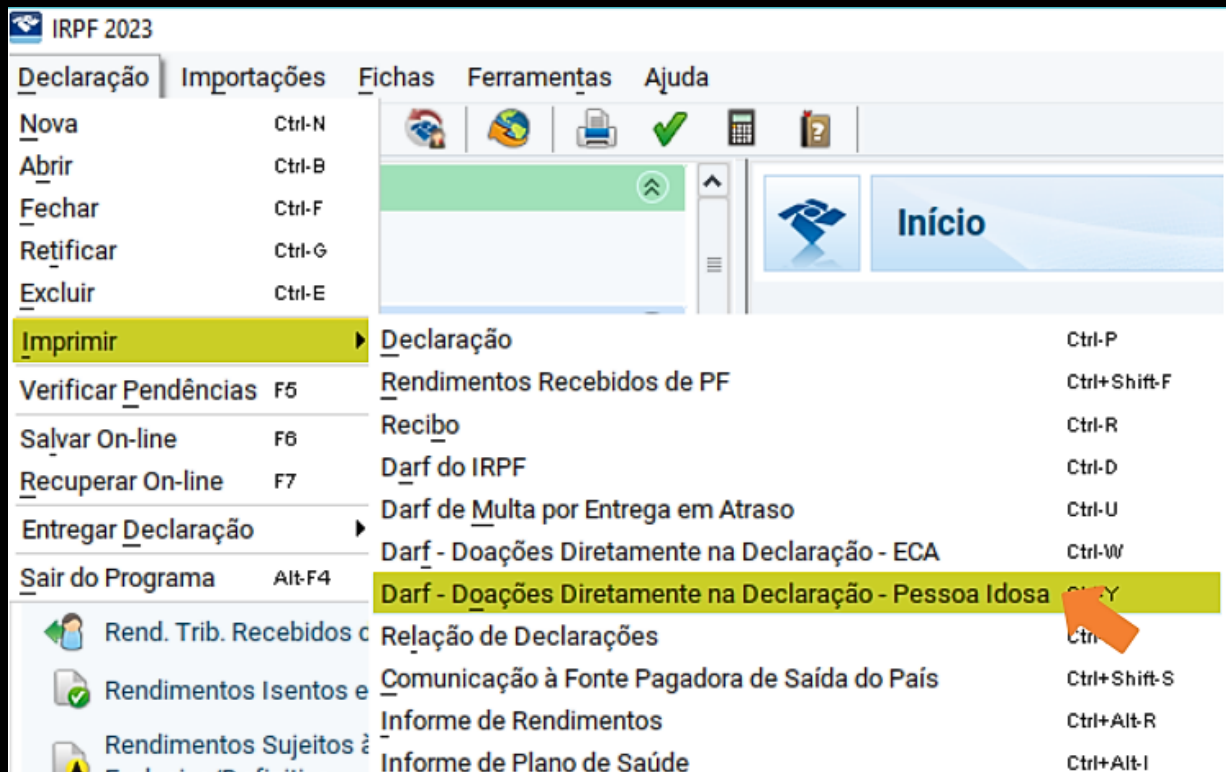 IRPF 2023
Declaração Importações Fichas Ferramentas Ajuda
Nova Ctrl-N
Abrir Ctrl-B
Fechar Ctrl-F
Retificar Ctrl-G
Excluir Ctrl-E
Início
Imprimir
Verificar Pendências F5
Salvar On-line F6
Recuperar On-line F7
Entregar Declaração
Sair do Programa Alt-F4
Declaração Ctrl-P
Rendimentos Recebidos de PF Ctrl+Shift-F
Recibo Ctrl-R
Darf do IRPF Ctrl-D
Darf de Multa por Entrega em Atraso Ctrl-U
Darf - Doações Diretamente na Declaração - ECA Ctrl-W
Darf - Doações Diretamente na Declaração - Pessoa Idosa
Relação de Declarações
Comunicação à Fonte Pagadora de Saída do País Ctrl+Shift-S
Informe de Rendimentos Ctrl+Alt-R
Informe de Plano de Saúde Ctrl+Alt-I
Rend. Trib. Recebidos
Rendimentos Isentos e
Rendimentos Sujeitos